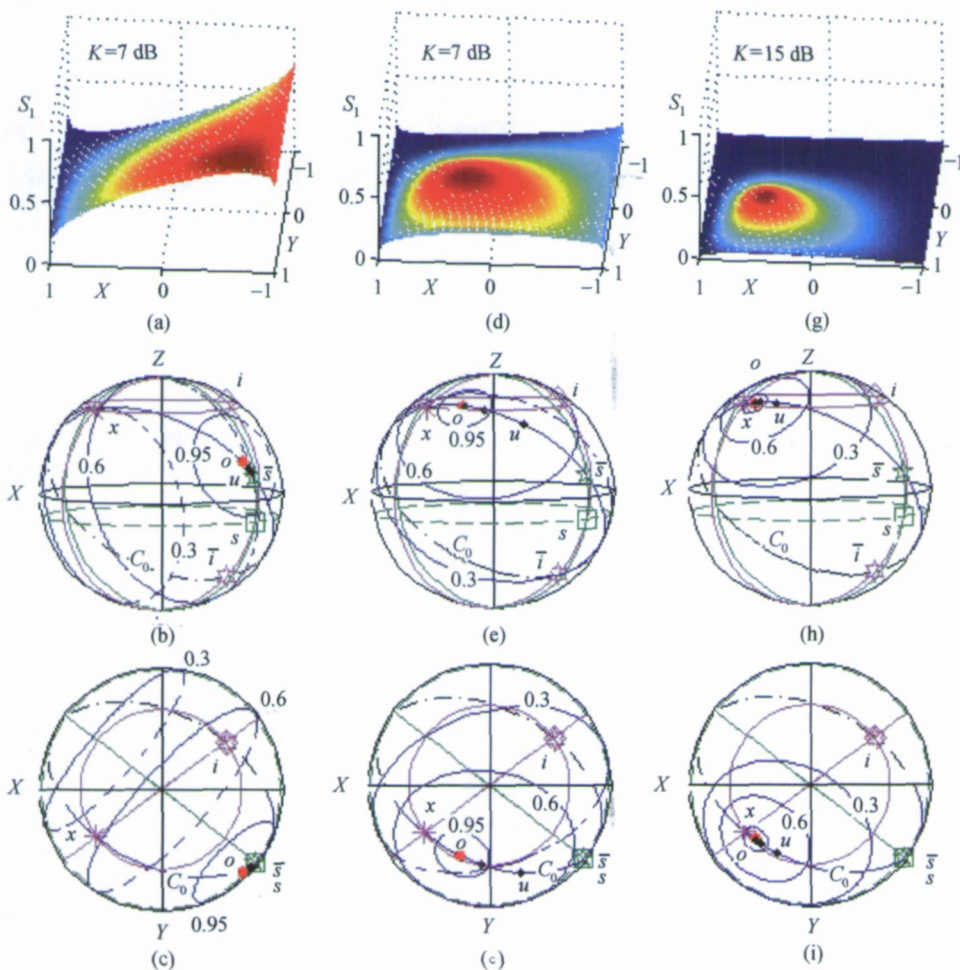 K=7 dB
K=7 dB
K=15 dB
S₁
1
0.5
0
1
X
0
−1
−1
0
Y
1
S₁
1
0.5
0
1
X
0
−1
−1
0
Y
1
S₁
1
0.5
0
1
X
0
−1
−1
0
Y
1
(a)
(d)
(g)
Z
i
x
0.6
0.95
o
u
s̅
X
s
C₀
0.3
i̅
(b)
Z
i
x
o
0.95
u
0.6
s̅
X
s
C₀
0.3
i̅
(e)
Z
o
i
x
u
0.6
0.3
s̅
X
s
C₀
i̅
(h)
0.3
0.6
X
i
x
o
s̅
C₀
s
Y
0.95
(c)
0.3
X
i
x
0.6
0.95
o
u
C₀
s̅
s
Y
(c)
X
i
x
0.3
0.6
o
u
C₀
s̅
s
Y
(i)